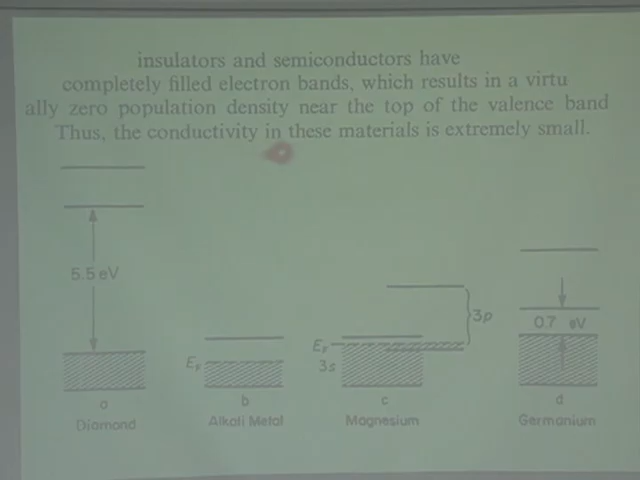 insulators and semiconductors have
completely filled electron bands, which results in a virtu
ally zero population density near the top of the valence band
Thus, the conductivity in these materials is extremely small.
5.5 eV
3p
0.7 eV
E_F
E_F
3s
a
b
c
d
Diamond
Alkali Metal
Magnesium
Germanium